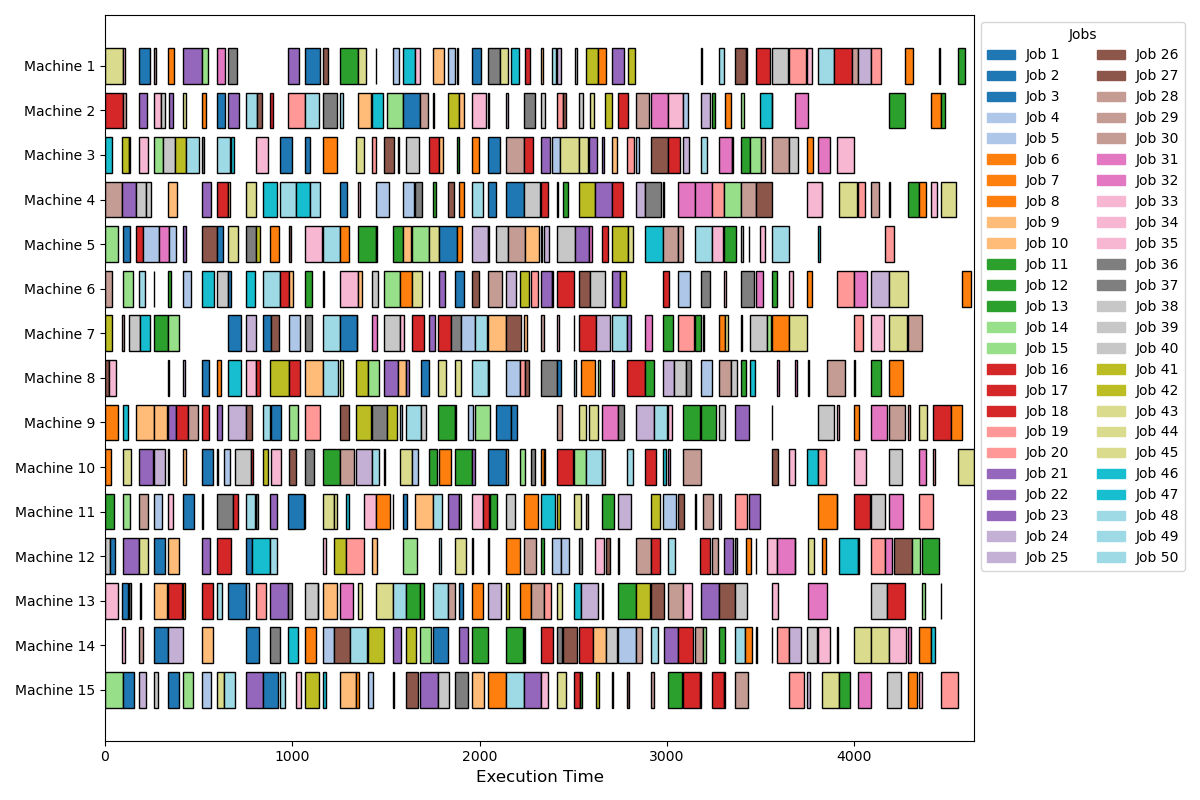 Machine 1
Machine 2
Machine 3
Machine 4
Machine 5
Machine 6
Machine 7
Machine 8
Machine 9
Machine 10
Machine 11
Machine 12
Machine 13
Machine 14
Machine 15
0 1000 2000 3000 4000
Execution Time
Jobs
Job 1 Job 26
Job 2 Job 27
Job 3 Job 28
Job 4 Job 29
Job 5 Job 30
Job 6 Job 31
Job 7 Job 32
Job 8 Job 33
Job 9 Job 34
Job 10 Job 35
Job 11 Job 36
Job 12 Job 37
Job 13 Job 38
Job 14 Job 39
Job 15 Job 40
Job 16 Job 41
Job 17 Job 42
Job 18 Job 43
Job 19 Job 44
Job 20 Job 45
Job 21 Job 46
Job 22 Job 47
Job 23 Job 48
Job 24 Job 49
Job 25 Job 50